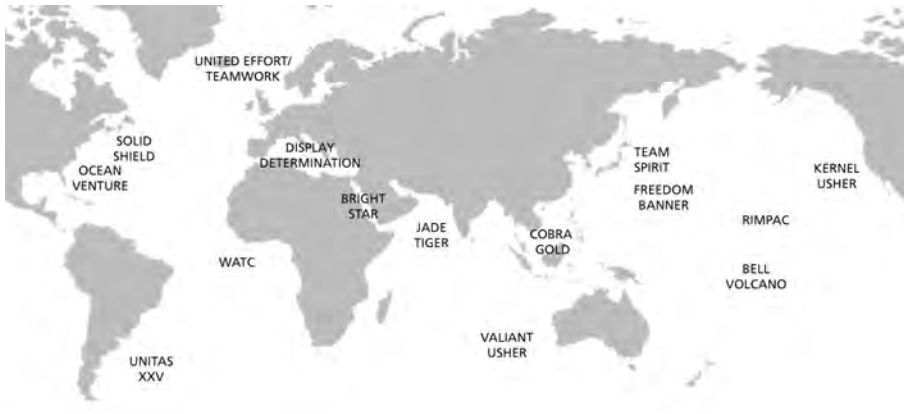 UNITED EFFORT/
TEAMWORK
SOLID
SHIELD
OCEAN
VENTURE
DISPLAY
DETERMINATION
TEAM
SPIRIT
KERNEL
USHER
FREEDOM
BANNER
BRIGHT
STAR
JADE
TIGER
COBRA
GOLD
RIMPAC
WATC
BELL
VOLCANO
VALIANT
USHER
UNITAS
XXV